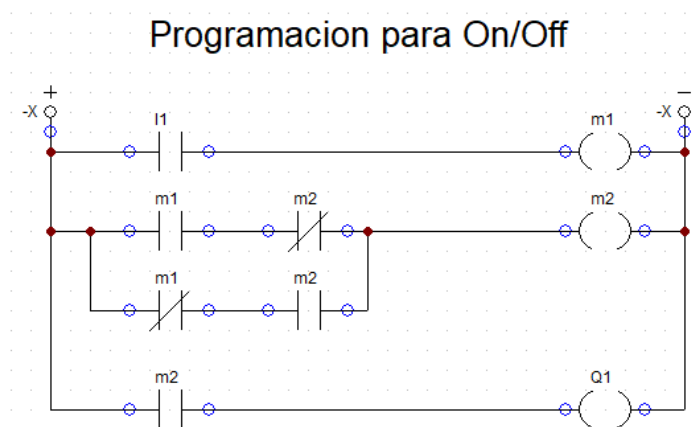 Programacion para On/Off
+ −
-X -X
I1 m1
m1 m2 m2
m1 m2
m2 Q1